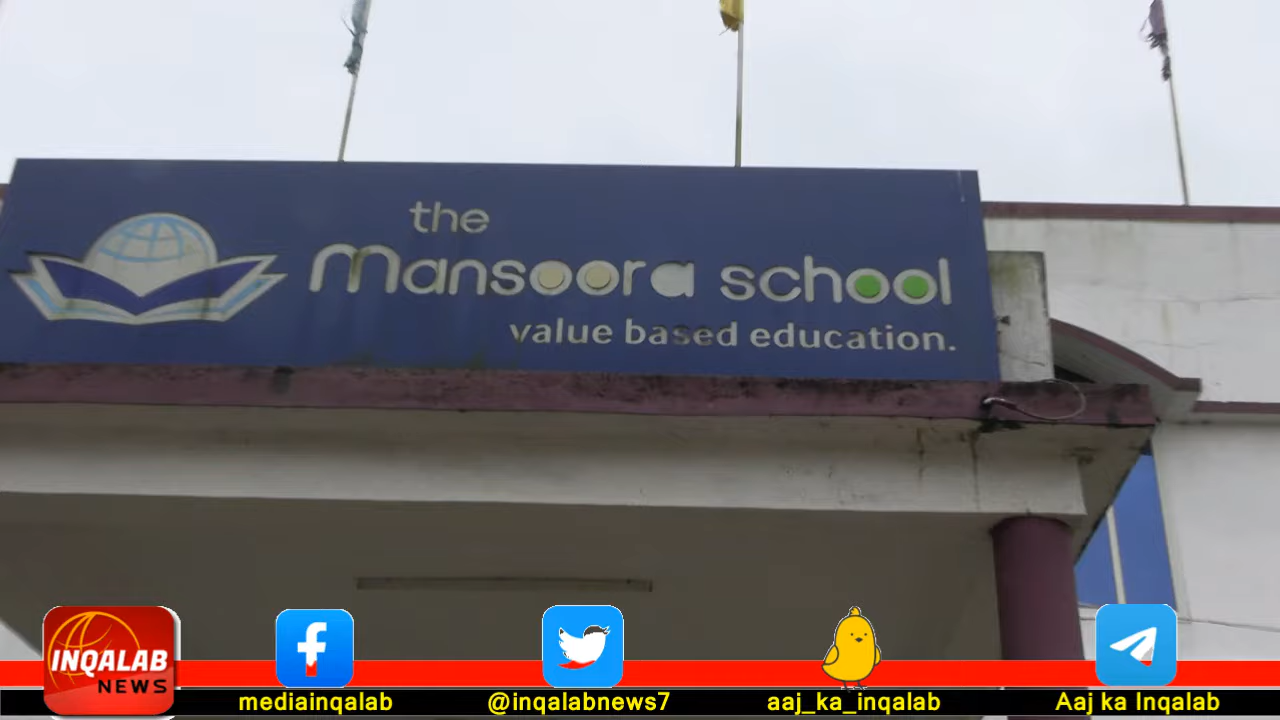 the
mansoora school
value based education.
INQALAB
NEWS
mediainqalab
@inqalabnews7
aaj_ka_inqalab
Aaj ka Inqalab